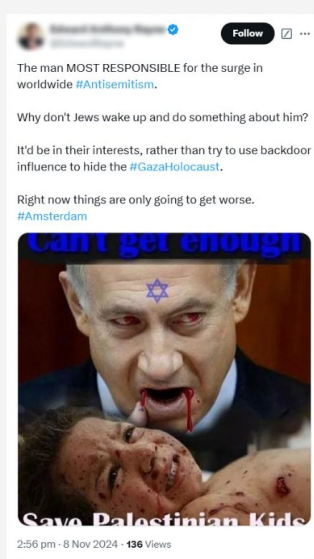 Follow
The man MOST RESPONSIBLE for the surge in
worldwide #Antisemitism.
Why don't Jews wake up and do something about him?
It'd be in their interests, rather than try to use backdoor
influence to hide the #GazaHolocaust.
Right now things are only going to get worse.
#Amsterdam
Can't get enough
Save Palestinian Kids
2:56 pm · 8 Nov 2024 · 136 Views